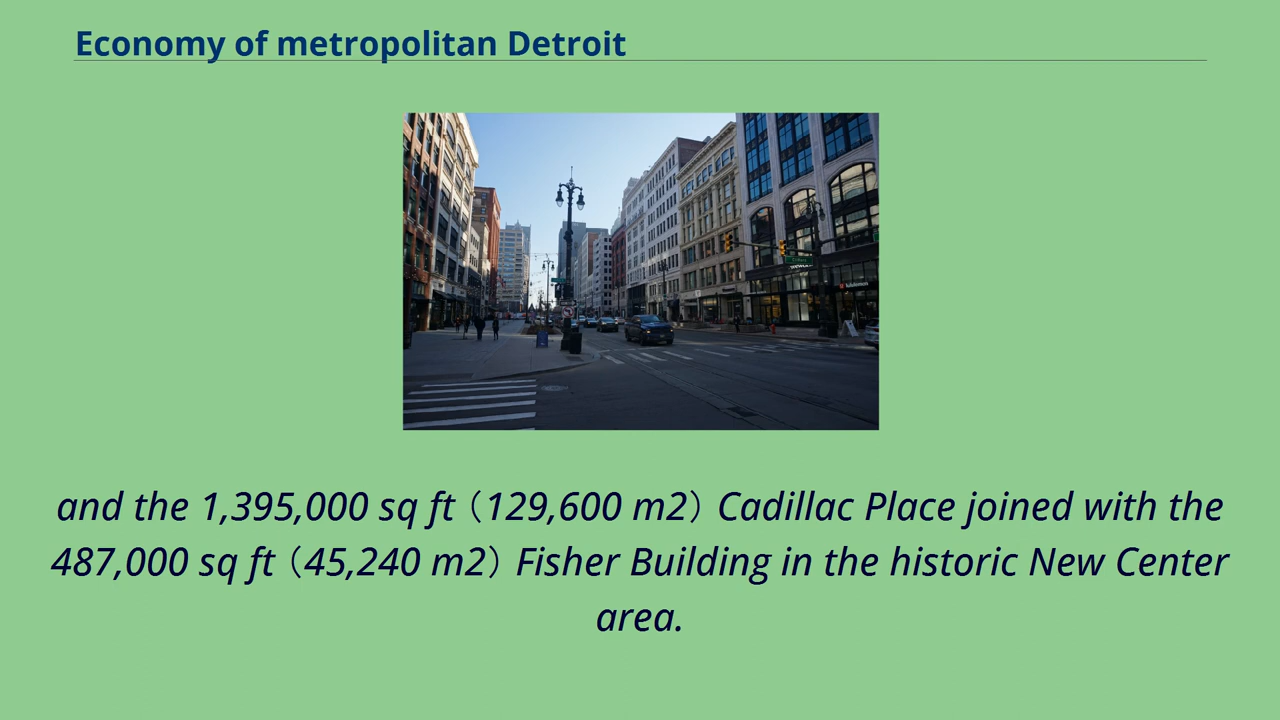 Economy of metropolitan Detroit
lululemon
and the 1,395,000 sq ft（129,600 m2）Cadillac Place joined with the
487,000 sq ft（45,240 m2）Fisher Building in the historic New Center
area.